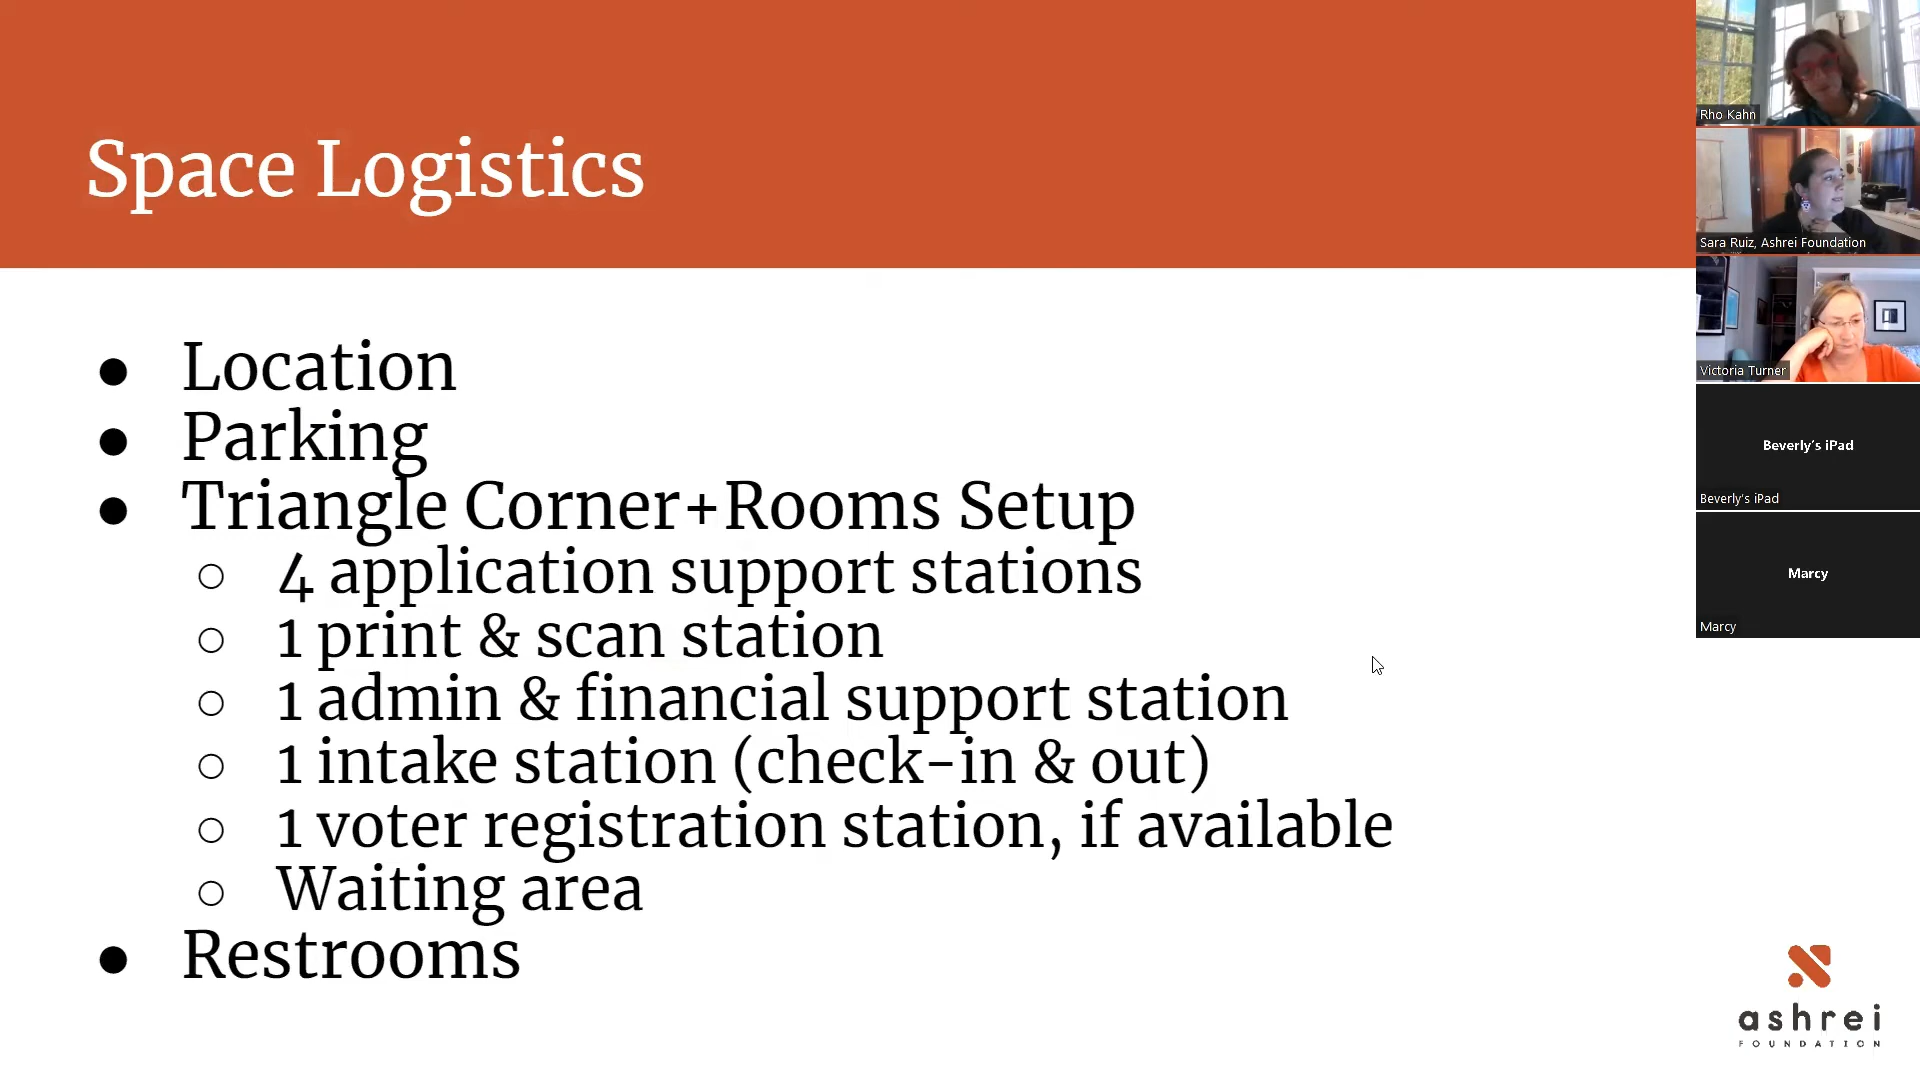 Space Logistics
● Location
● Parking
● Triangle Corner+Rooms Setup
○ 4 application support stations
○ 1 print & scan station
○ 1 admin & financial support station
○ 1 intake station (check-in & out)
○ 1 voter registration station, if available
○ Waiting area
● Restrooms
Rho Kahn
Sara Ruiz, Ashrei Foundation
Victoria Turner
Beverly's iPad
Beverly's iPad
Marcy
Marcy
ashrei
FOUNDATION